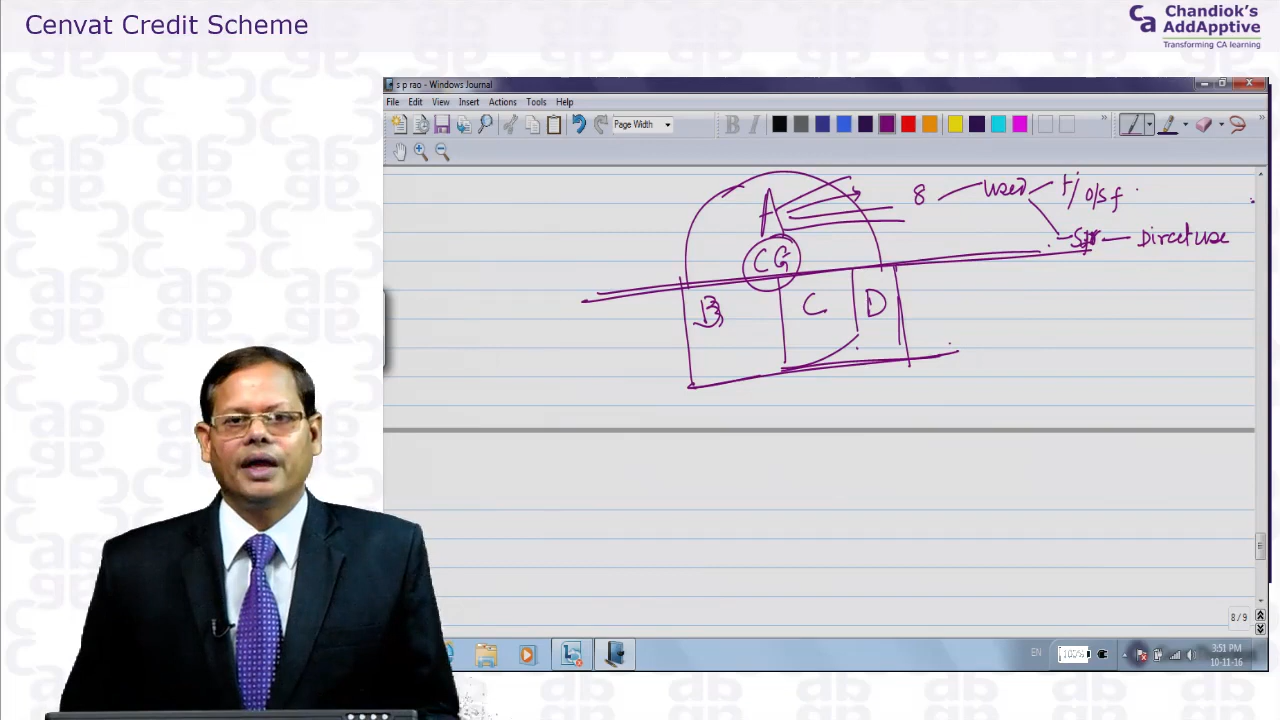 Cenvat Credit Scheme
Chandiok's
AddApptive
Transforming CA learning
s p rao - Windows Journal
File Edit View Insert Actions Tools Help
Page Width
A
8 used
CG
Direct use
B C D
8 / 9
EN 100% 3:51 PM
10-11-16